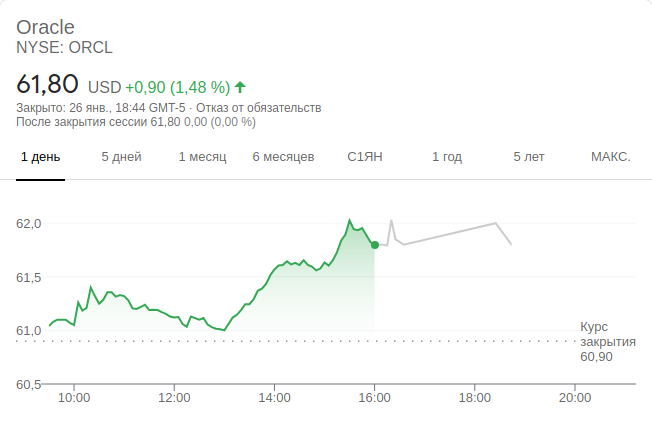 Oracle
NYSE: ORCL
61,80 USD +0,90 (1,48 %)
Закрыто: 26 янв., 18:44 GMT-5 · Отказ от обязательств
После закрытия сессии 61,80 0,00 (0,00 %)
1 день 5 дней 1 месяц 6 месяцев С1ЯН 1 год 5 лет МАКС.
62,0
61,5
61,0
Курс
закрытия
60,90
60,5
10:00 12:00 14:00 16:00 18:00 20:00